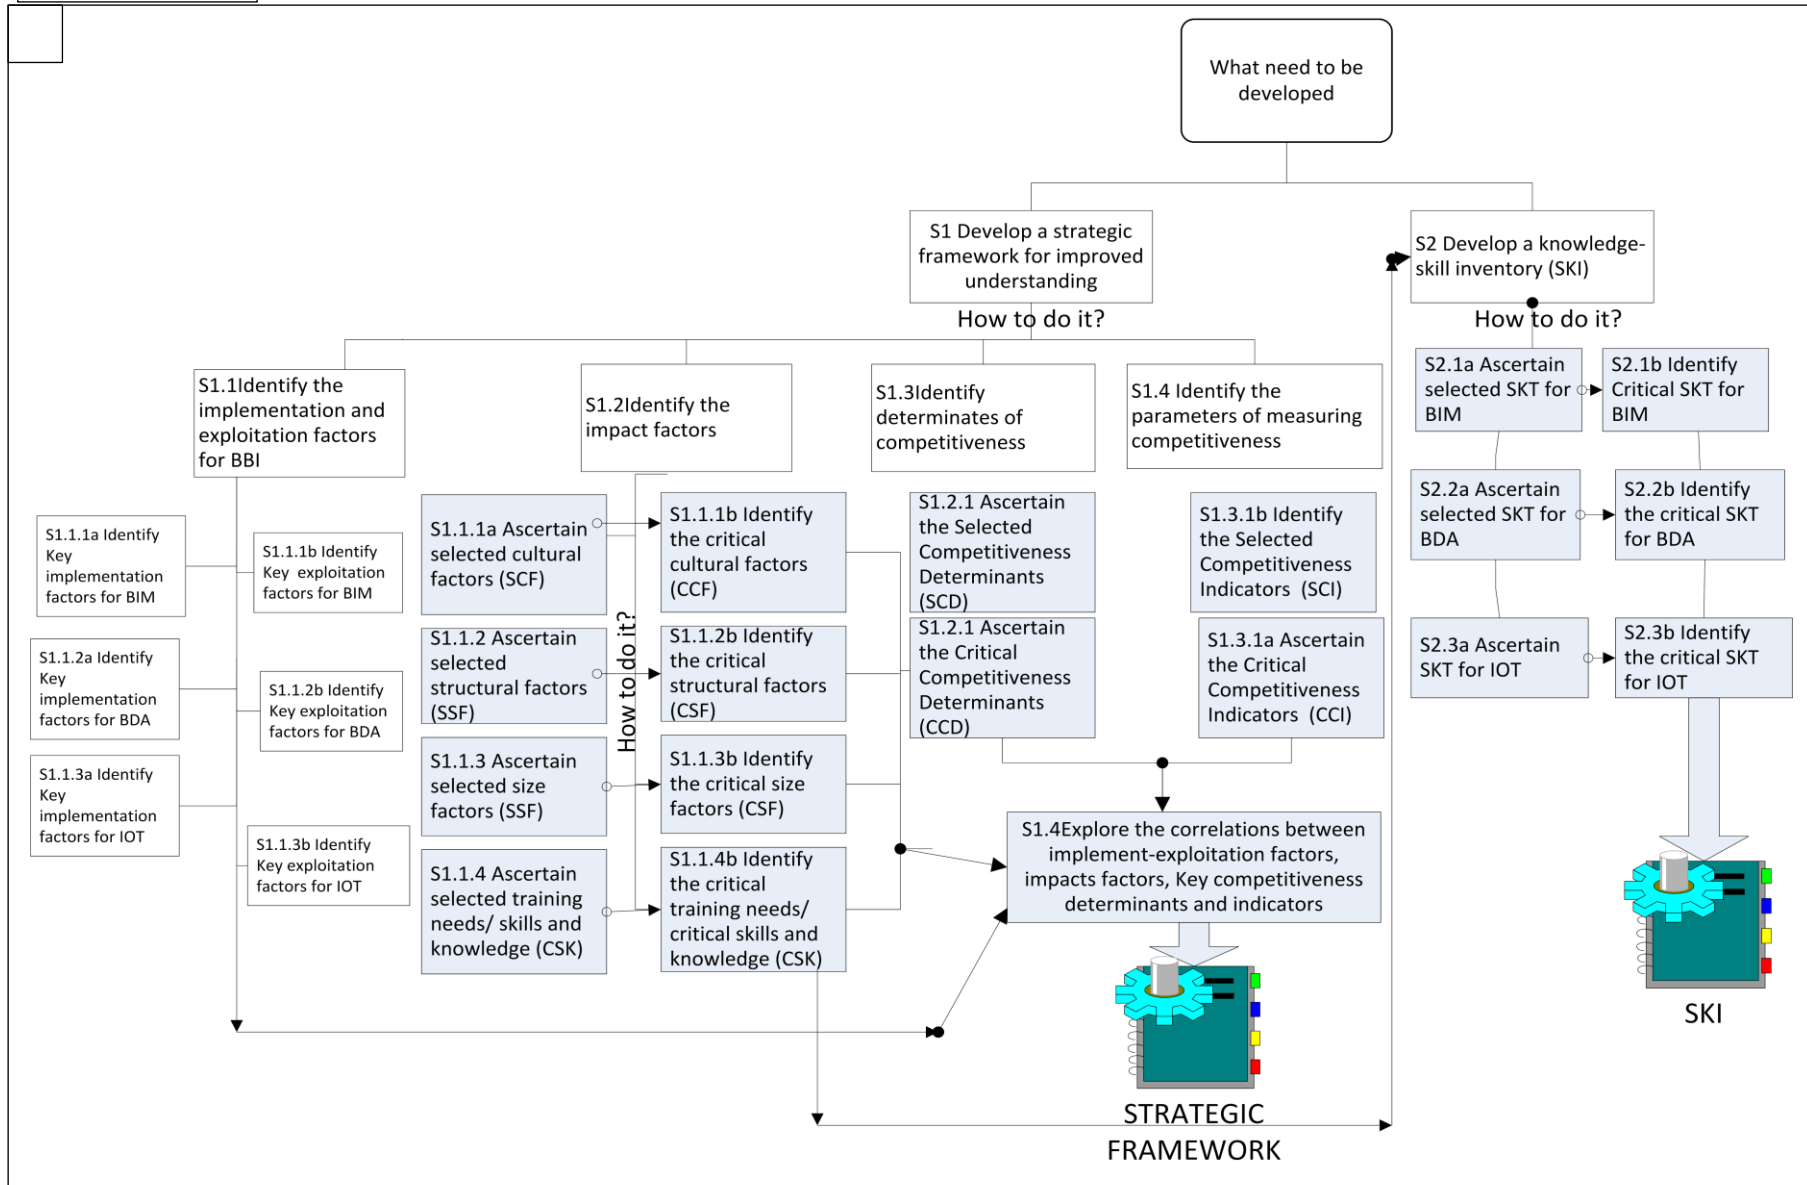 What need to be
developed
S1 Develop a strategic
framework for improved
understanding
S2 Develop a knowledge-
skill inventory (SKI)
How to do it?
How to do it?
S1.1Identify the
implementation and
exploitation factors
for BBI
S1.2Identify the
impact factors
S1.3Identify
determinates of
competitiveness
S1.4 Identify the
parameters of measuring
competitiveness
S2.1a Ascertain
selected SKT for
BIM
S2.1b Identify
Critical SKT for
BIM
S1.1.1a Identify
Key
implementation
factors for BIM
S1.1.1b Identify
Key  exploitation
factors for BIM
S1.1.2a Identify
Key
implementation
factors for BDA
S1.1.2b Identify
Key exploitation
factors for BDA
S1.1.3a Identify
Key
implementation
factors for IOT
S1.1.3b Identify
Key exploitation
factors for IOT
S1.1.1a Ascertain
selected cultural
factors (SCF)
S1.1.1b Identify
the critical
cultural factors
(CCF)
S1.1.2 Ascertain
selected
structural factors
(SSF)
How to do it?
S1.1.2b Identify
the critical
structural factors
(CSF)
S1.1.3 Ascertain
selected size
factors (SSF)
S1.1.3b Identify
the critical size
factors (CSF)
S1.1.4 Ascertain
selected training
needs/ skills and
knowledge (CSK)
S1.1.4b Identify
the critical
training needs/
critical skills and
knowledge (CSK)
S1.2.1 Ascertain
the Selected
Competitiveness
Determinants
(SCD)
S1.2.1 Ascertain
the Critical
Competitiveness
Determinants
(CCD)
S1.3.1b Identify
the Selected
Competitiveness
Indicators  (SCI)
S1.3.1a Ascertain
the Critical
Competitiveness
Indicators  (CCI)
S1.4Explore the correlations between
implement-exploitation factors,
impacts factors, Key competitiveness
determinants and indicators
STRATEGIC
FRAMEWORK
S2.2a Ascertain
selected SKT for
BDA
S2.2b Identify
the critical SKT
for BDA
S2.3a Ascertain
SKT for IOT
S2.3b Identify
the critical SKT
for IOT
SKI